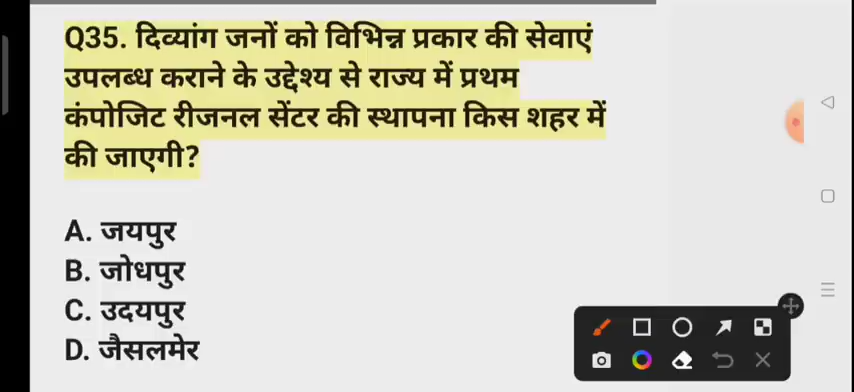 Q35. दिव्यांग जनों को विभिन्न प्रकार की सेवाएं
उपलब्ध कराने के उद्देश्य से राज्य में प्रथम
कंपोजिट रीजनल सेंटर की स्थापना किस शहर में
की जाएगी?
A. जयपुर
B. जोधपुर
C. उदयपुर
D. जैसलमेर